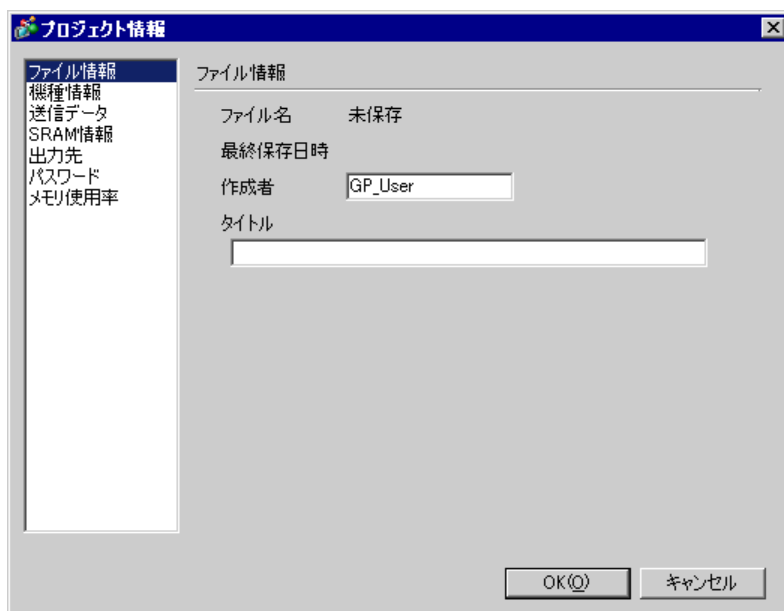 プロジェクト情報
ファイル情報
機種情報
送信データ
SRAM情報
出力先
パスワード
メモリ使用率
ファイル情報
ファイル名 未保存
最終保存日時
作成者 GP_User
タイトル
OK(O) キャンセル